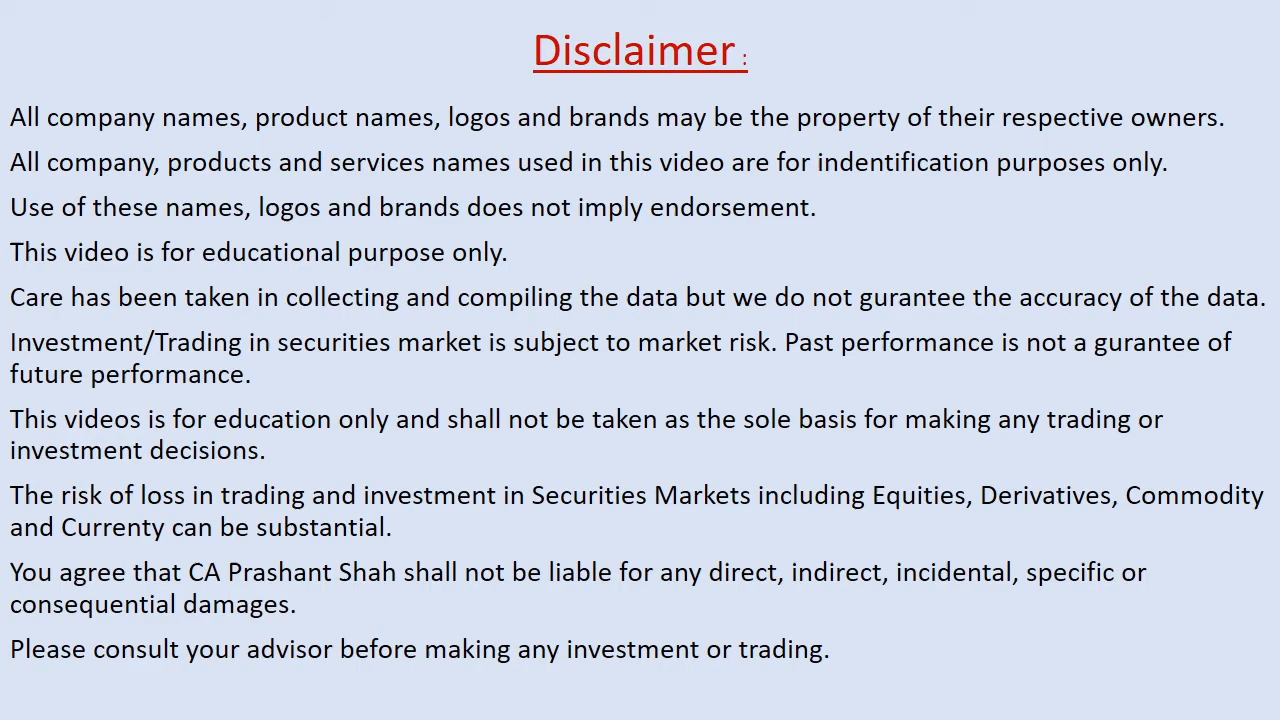 Disclaimer :
All company names, product names, logos and brands may be the property of their respective owners.
All company, products and services names used in this video are for indentification purposes only.
Use of these names, logos and brands does not imply endorsement.
This video is for educational purpose only.
Care has been taken in collecting and compiling the data but we do not gurantee the accuracy of the data.
Investment/Trading in securities market is subject to market risk. Past performance is not a gurantee of
future performance.
This videos is for education only and shall not be taken as the sole basis for making any trading or
investment decisions.
The risk of loss in trading and investment in Securities Markets including Equities, Derivatives, Commodity
and Currenty can be substantial.
You agree that CA Prashant Shah shall not be liable for any direct, indirect, incidental, specific or
consequential damages.
Please consult your advisor before making any investment or trading.